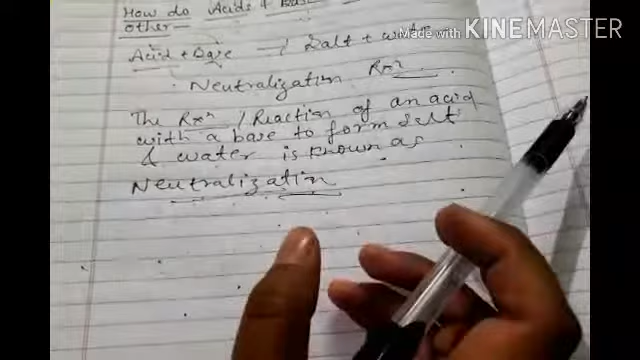 How do Acids & Bas
other
Made with KINEMASTER
Acid + Base → Salt + water
Neutralization Rxn
The Rxn / Reaction of an acid
with a base to form salt
& water is known as
Neutralization